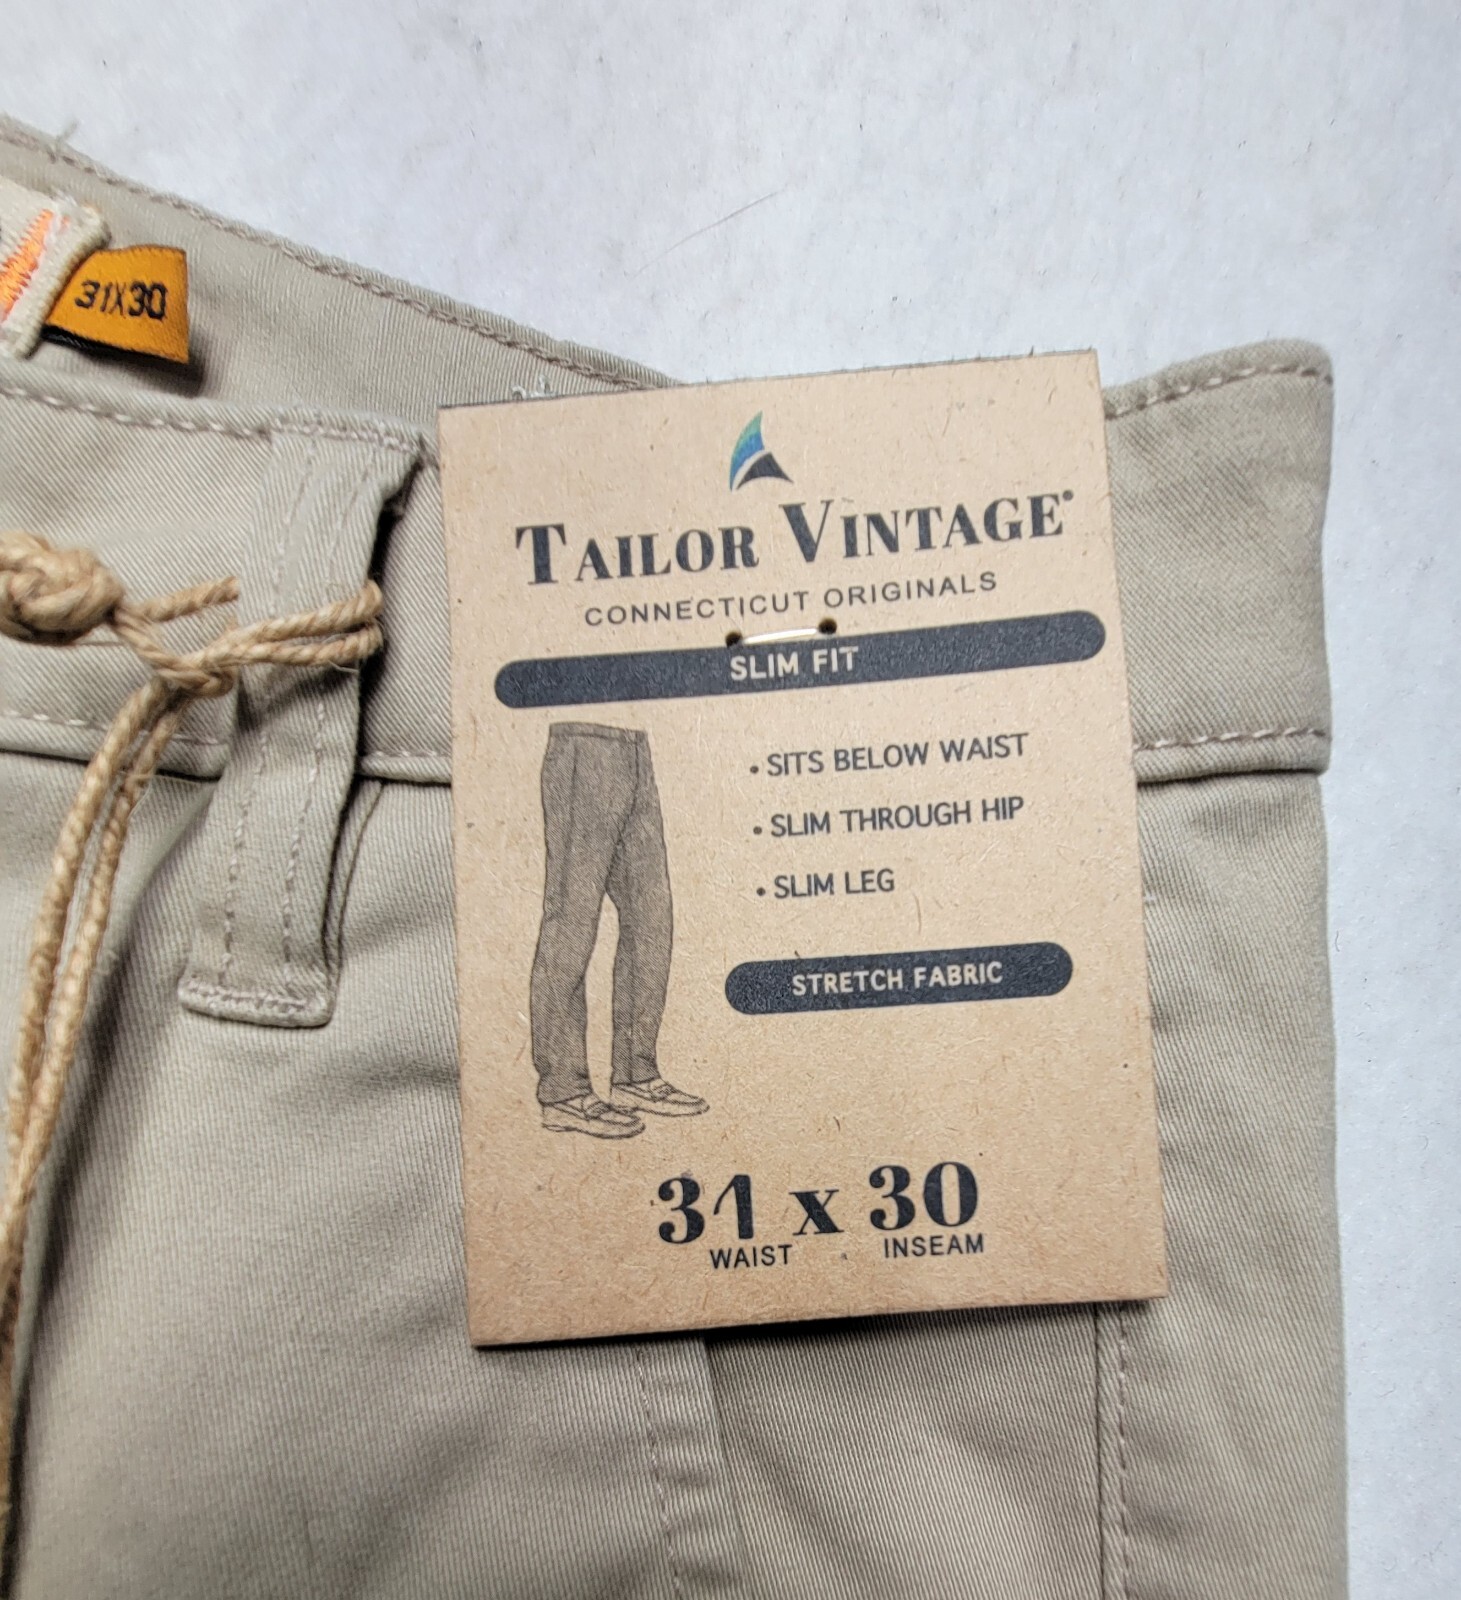 31X30
TAILOR VINTAGE®
CONNECTICUT ORIGINALS
SLIM FIT
• SITS BELOW WAIST
• SLIM THROUGH HIP
• SLIM LEG
STRETCH FABRIC
31 x 30
WAIST INSEAM